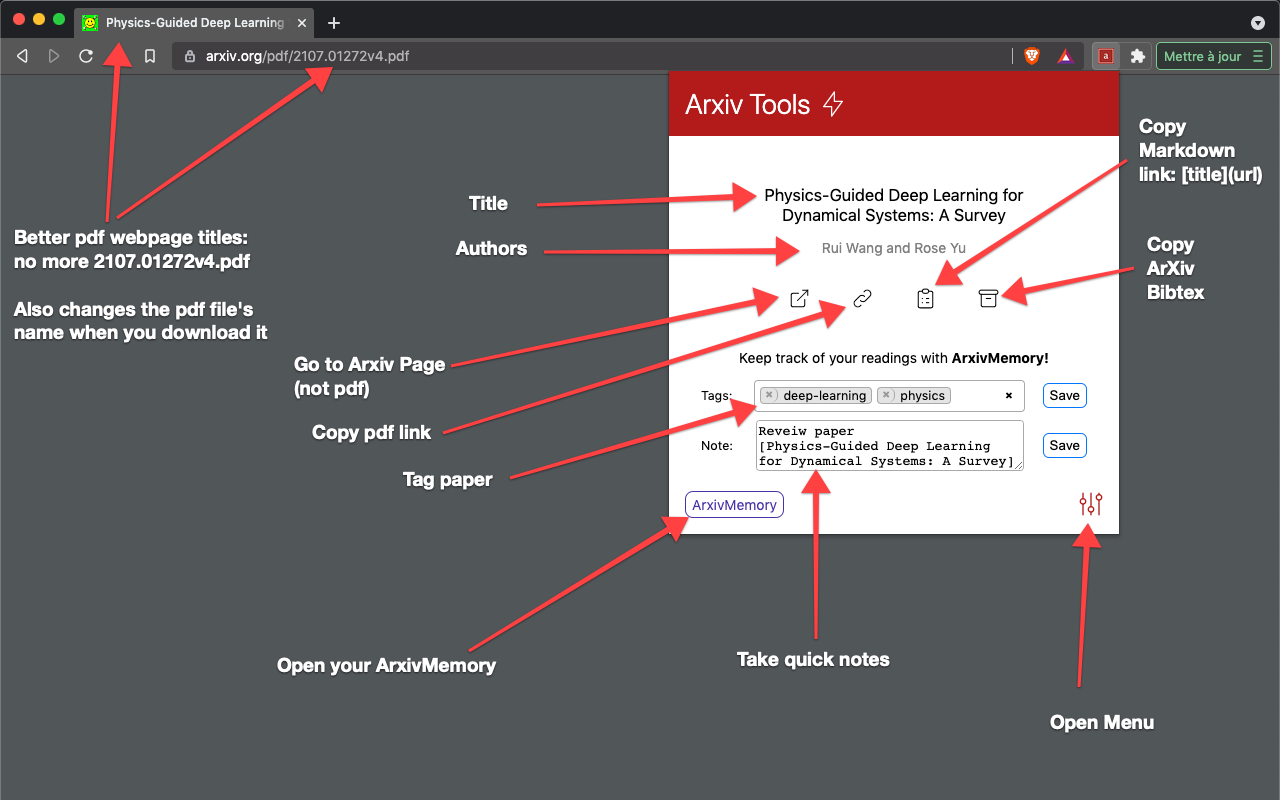 Physics-Guided Deep Learning
arxiv.org/pdf/2107.01272v4.pdf
a
Mettre à jour
Arxiv Tools
Copy
Markdown
link: [title](url)
Title
Physics-Guided Deep Learning for
Dynamical Systems: A Survey
Authors
Rui Wang and Rose Yu
Better pdf webpage titles:
no more 2107.01272v4.pdf
Also changes the pdf file's
name when you download it
Copy
ArXiv
Bibtex
Go to Arxiv Page
(not pdf)
Keep track of your readings with ArxivMemory!
Tags:
deep-learning
physics
Save
Copy pdf link
Note:
Reveiw paper
[Physics-Guided Deep Learning
for Dynamical Systems: A Survey]
Save
Tag paper
ArxivMemory
Open your ArxivMemory
Take quick notes
Open Menu